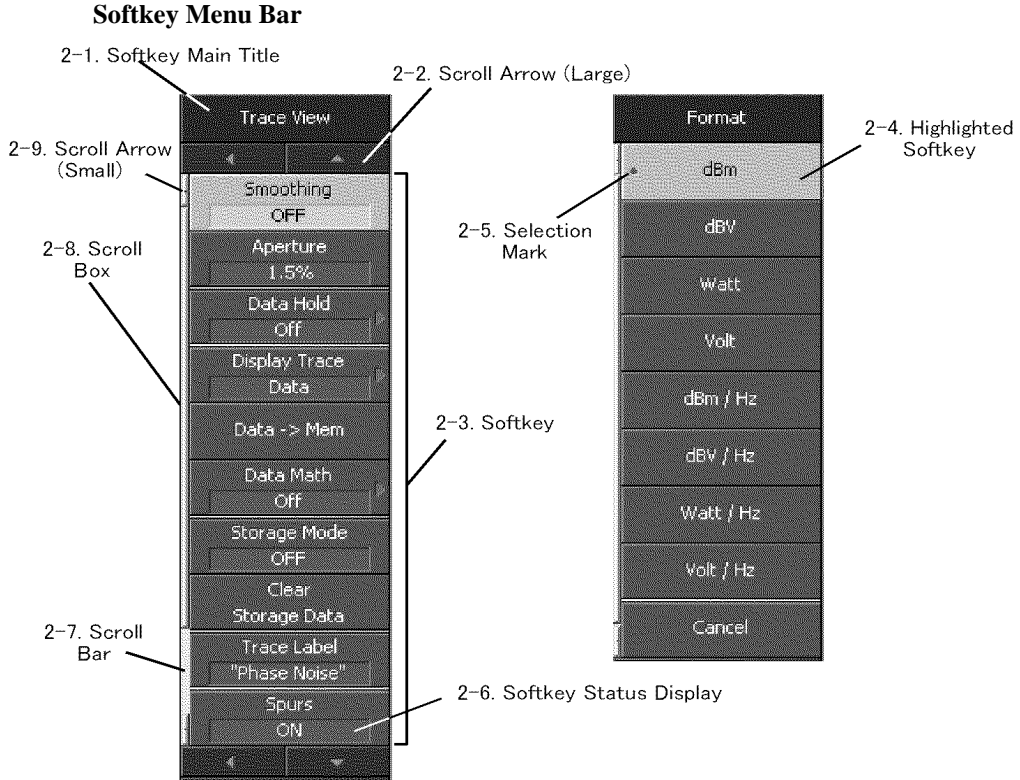 Softkey Menu Bar
2-1. Softkey Main Title
2-2. Scroll Arrow (Large)
Trace View
2-9. Scroll Arrow
(Small)
Smoothing
OFF
Aperture
1.5%
2-8. Scroll
Box
Data Hold
Off
Display Trace
Data
Data -> Mem
2-3. Softkey
Data Math
Off
Storage Mode
OFF
Clear
Storage Data
2-7. Scroll
Bar
Trace Label
"Phase Noise"
Spurs
ON
2-6. Softkey Status Display
Format
2-4. Highlighted
Softkey
dBm
2-5. Selection
Mark
dBV
Watt
Volt
dBm / Hz
dBV / Hz
Watt / Hz
Volt / Hz
Cancel